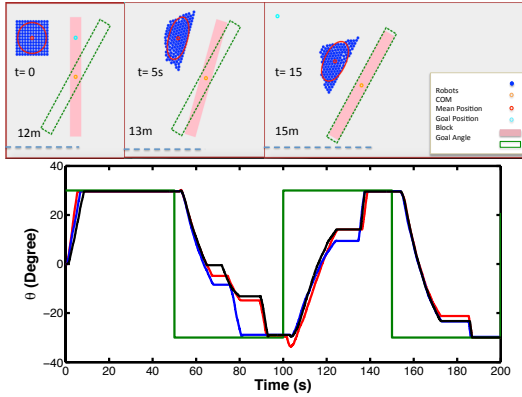 t= 0
12m
t= 5s
13m
t= 15
15m
Robots
COM
Mean Position
Goal Position
Block
Goal Angle
θ (Degree)
40
20
0
−20
−40
0
20
40
60
80
100
120
140
160
180
200
Time (s)